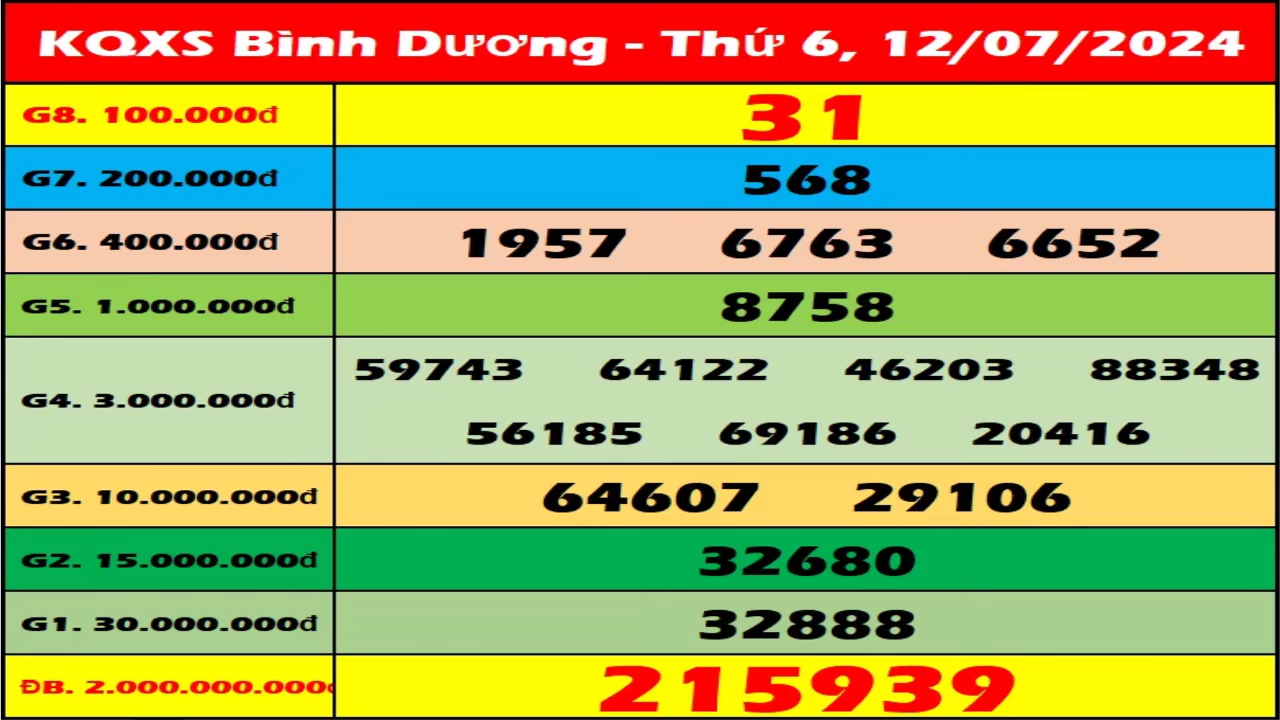 KQXS Bình Dương - Thứ 6, 12/07/2024
G8. 100.000đ 31
G7. 200.000đ 568
G6. 400.000đ 1957 6763 6652
G5. 1.000.000đ 8758
59743 64122 46203 88348
G4. 3.000.000đ
56185 69186 20416
G3. 10.000.000đ 64607 29106
G2. 15.000.000đ 32680
G1. 30.000.000đ 32888
ĐB. 2.000.000.000đ 215939